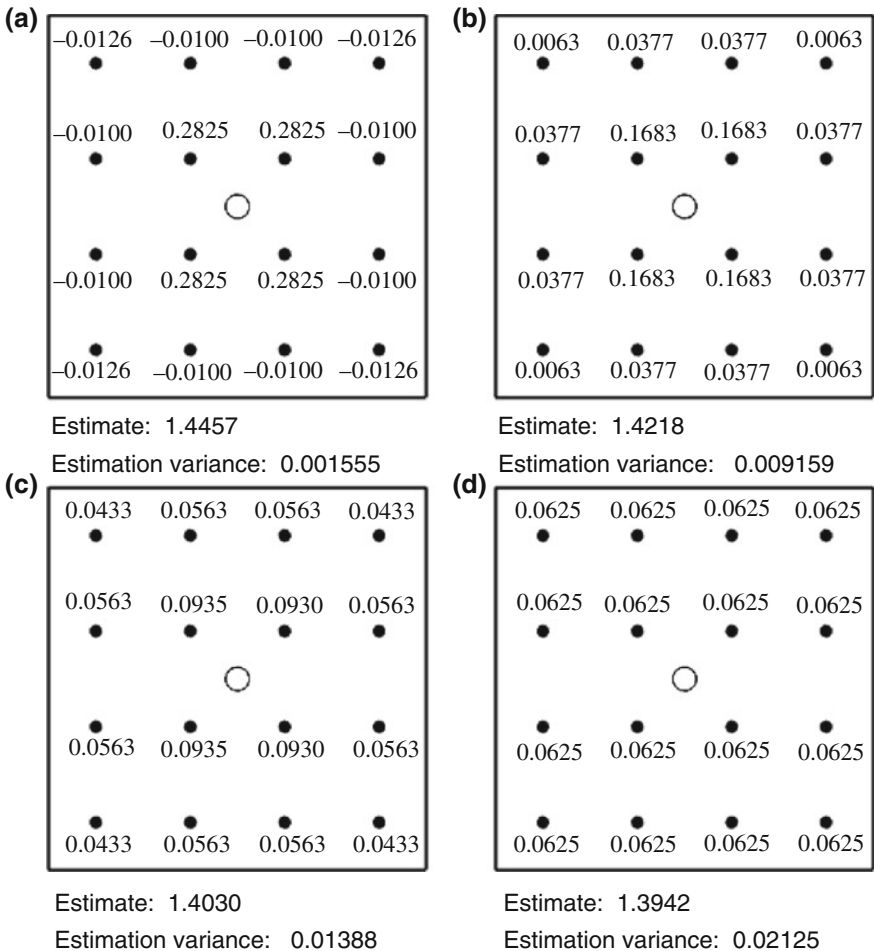 (a)
–0.0126 –0.0100 –0.0100 –0.0126
–0.0100 0.2825 0.2825 –0.0100
–0.0100 0.2825 0.2825 –0.0100
–0.0126 –0.0100 –0.0100 –0.0126
Estimate: 1.4457
Estimation variance: 0.001555
(b)
0.0063 0.0377 0.0377 0.0063
0.0377 0.1683 0.1683 0.0377
0.0377 0.1683 0.1683 0.0377
0.0063 0.0377 0.0377 0.0063
Estimate: 1.4218
Estimation variance: 0.009159
(c)
0.0433 0.0563 0.0563 0.0433
0.0563 0.0935 0.0930 0.0563
0.0563 0.0935 0.0930 0.0563
0.0433 0.0563 0.0563 0.0433
Estimate: 1.4030
Estimation variance: 0.01388
(d)
0.0625 0.0625 0.0625 0.0625
0.0625 0.0625 0.0625 0.0625
0.0625 0.0625 0.0625 0.0625
0.0625 0.0625 0.0625 0.0625
Estimate: 1.3942
Estimation variance: 0.02125